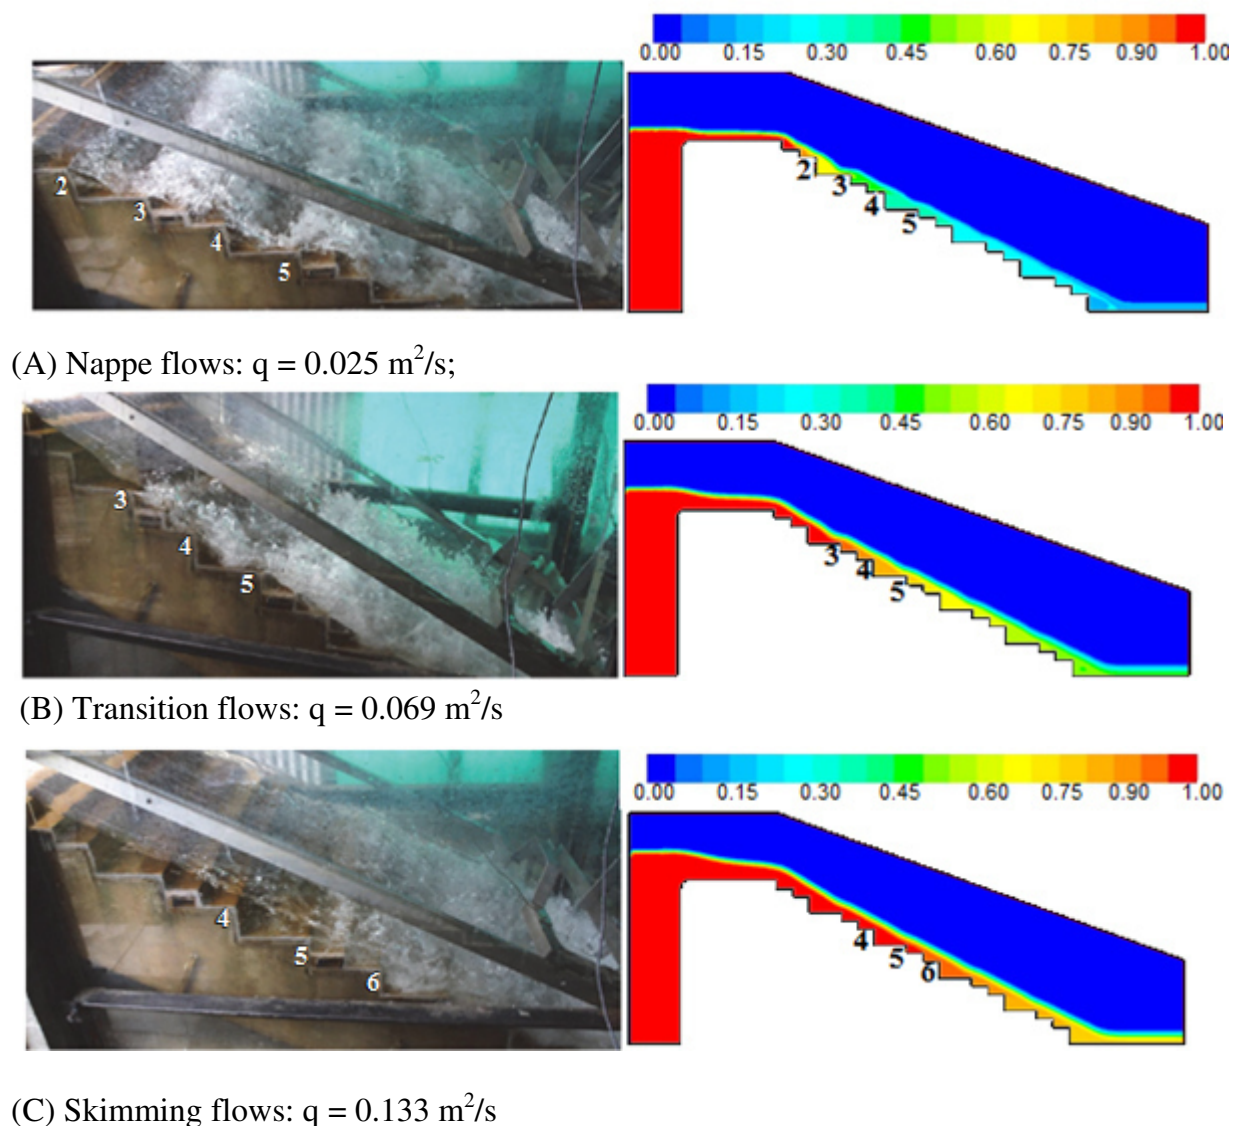 0.00 0.15 0.30 0.45 0.60 0.75 0.90 1.00
2 3 4 5
2 3 4 5
(A) Nappe flows: q = 0.025 m²/s;
0.00 0.15 0.30 0.45 0.60 0.75 0.90 1.00
3 4 5
3 4 5
(B) Transition flows: q = 0.069 m²/s
0.00 0.15 0.30 0.45 0.60 0.75 0.90 1.00
4 5 6
4 5 6
(C) Skimming flows: q = 0.133 m²/s